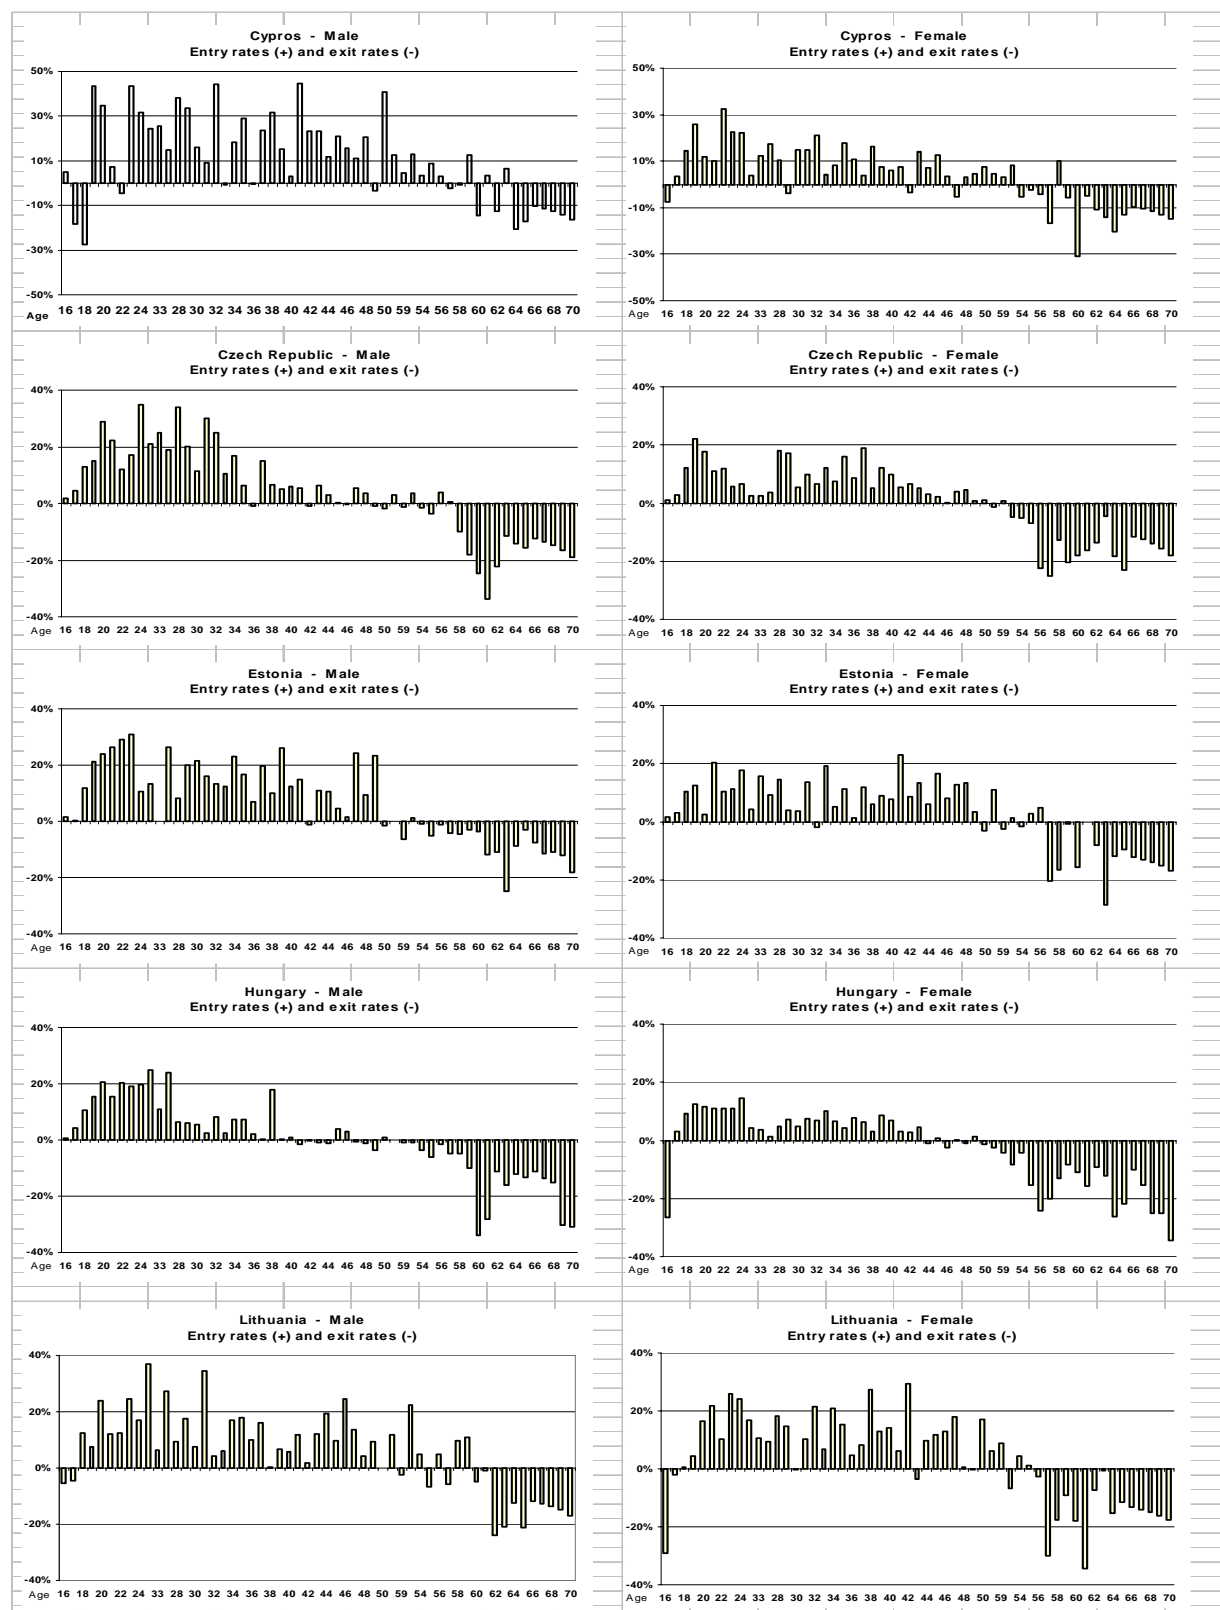 Cypros - Male
Entry rates (+) and exit rates (-)
50%
30%
10%
-10%
-30%
-50%
16 18 20 22 24 33 28 30 32 34 36 38 40 42 44 46 48 50 59 54 56 58 60 62 64 66 68 70
Age
Cypros - Female
Entry rates (+) and exit rates (-)
50%
30%
10%
-10%
-30%
-50%
Age 16 18 20 22 24 33 28 30 32 34 36 38 40 42 44 46 48 50 59 54 56 58 60 62 64 66 68 70
Czech Republic - Male
Entry rates (+) and exit rates (-)
40%
20%
0%
-20%
-40%
Age 16 18 20 22 24 33 28 30 32 34 36 38 40 42 44 46 48 50 59 54 56 58 60 62 64 66 68 70
Czech Republic - Female
Entry rates (+) and exit rates (-)
40%
20%
0%
-20%
-40%
Age 16 18 20 22 24 33 28 30 32 34 36 38 40 42 44 46 48 50 59 54 56 58 60 62 64 66 68 70
Estonia - Male
Entry rates (+) and exit rates (-)
40%
20%
0%
-20%
-40%
Age 16 18 20 22 24 33 28 30 32 34 36 38 40 42 44 46 48 50 59 54 56 58 60 62 64 66 68 70
Estonia - Female
Entry rates (+) and exit rates (-)
40%
20%
0%
-20%
-40%
Age 16 18 20 22 24 33 28 30 32 34 36 38 40 42 44 46 48 50 59 54 56 58 60 62 64 66 68 70
Hungary - Male
Entry rates (+) and exit rates (-)
40%
20%
0%
-20%
-40%
Age 16 18 20 22 24 33 28 30 32 34 36 38 40 42 44 46 48 50 59 54 56 58 60 62 64 66 68 70
Hungary - Female
Entry rates (+) and exit rates (-)
40%
20%
0%
-20%
-40%
Age 16 18 20 22 24 33 28 30 32 34 36 38 40 42 44 46 48 50 59 54 56 58 60 62 64 66 68 70
Lithuania - Male
Entry rates (+) and exit rates (-)
40%
20%
0%
-20%
-40%
Age 16 18 20 22 24 33 28 30 32 34 36 38 40 42 44 46 48 50 59 54 56 58 60 62 64 66 68 70
Lithuania - Female
Entry rates (+) and exit rates (-)
40%
20%
0%
-20%
-40%
Age 16 18 20 22 24 33 28 30 32 34 36 38 40 42 44 46 48 50 59 54 56 58 60 62 64 66 68 70